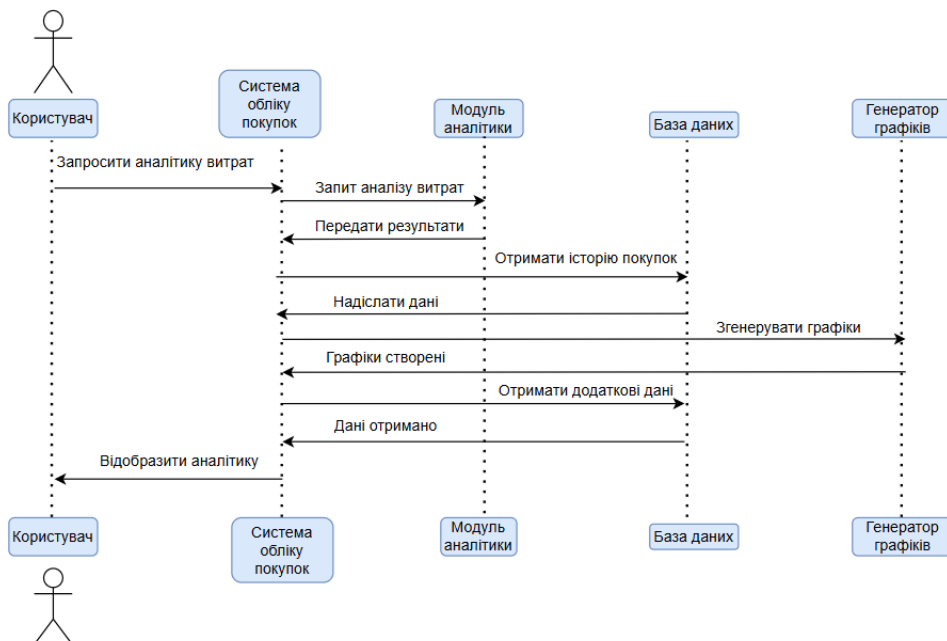 Користувач
Система
обліку
покупок
Модуль
аналітики
База даних
Генератор
графіків
Запросити аналітику витрат
Запит аналізу витрат
Передати результати
Отримати історію покупок
Надіслати дані
Згенерувати графіки
Графіки створені
Отримати додаткові дані
Дані отримано
Відобразити аналітику
Користувач
Система
обліку
покупок
Модуль
аналітики
База даних
Генератор
графіків